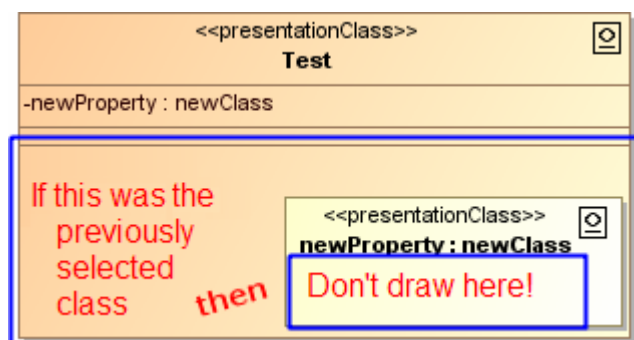 <<presentationClass>>
Test
-newProperty : newClass
If this was the
previously
selected
class
then
<<presentationClass>>
newProperty : newClass
Don't draw here!